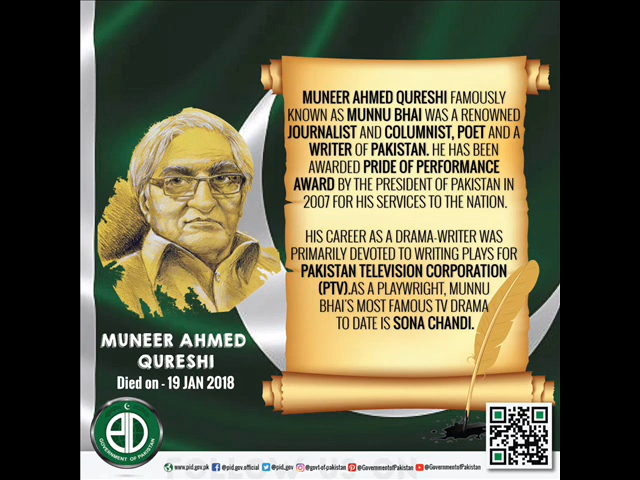 MUNEER AHMED QURESHI FAMOUSLY
KNOWN AS MUNNU BHAI WAS A RENOWNED
JOURNALIST AND COLUMNIST, POET AND A
WRITER OF PAKISTAN. HE HAS BEEN
AWARDED PRIDE OF PERFORMANCE
AWARD BY THE PRESIDENT OF PAKISTAN IN
2007 FOR HIS SERVICES TO THE NATION.
HIS CAREER AS A DRAMA-WRITER WAS
PRIMARILY DEVOTED TO WRITING PLAYS FOR
PAKISTAN TELEVISION CORPORATION
(PTV).AS A PLAYWRIGHT, MUNNU
BHAI'S MOST FAMOUS TV DRAMA
TO DATE IS SONA CHANDI.
MUNEER AHMED
QURESHI
Died on - 19 JAN 2018
PID
GOVERNMENT OF PAKISTAN
www.pid.gov.pk @pid.gov.official @pid_gov @govt-of-pakistan @GovernmentofPakistan @GovernmentofPakistan
FOLLOW US ON